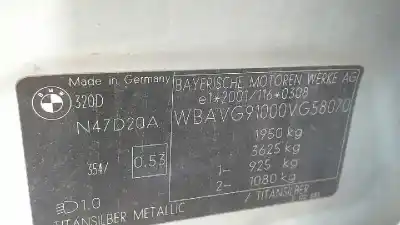 Made in Germany
BAYERISCHE MOTOREN WERKE AG
BMW
320D
e1*2001/116*0308
N47D20A
WBAVG91000VG58070
1950 kg
354/
0.53
3625 kg
1- 925 kg
2- 1080 kg
1.0
TITANSILBER METALLIC
/ TITANSILBER